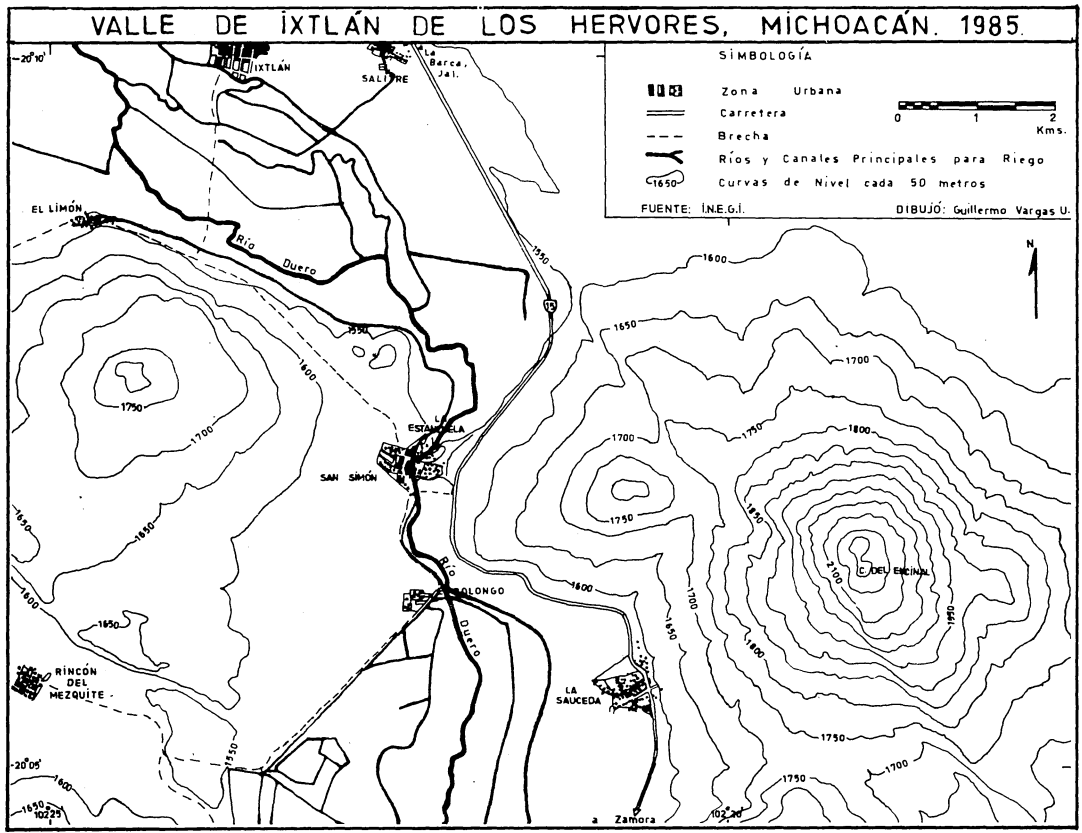 VALLE DE IXTLÁN DE LOS HERVORES, MICHOACÁN. 1985.
20°10'
IXTLÁN
EL
SALITRE
a
La
Barca,
Jal.
SIMBOLOGÍA
Zona Urbana
Carretera
Brecha
Ríos y Canales Principales para Riego
1650
Curvas de Nivel cada 50 metros
0 1 2
Kms.
FUENTE: I.N.E.G.I.
DIBUJÓ: Guillermo Vargas U.
EL LIMÓN
Río
Duero
1550
1600
N
15
1550
1650
1600
1700
1750
1700
LA
ESTANZUELA
1750
1800
1700
SAN SIMÓN
1750
1850
1650
1650
Río
C. DEL ENCINAL
2100
1600
1600
1700
1950
1650
Duero
1650
1800
RINCÓN
DEL
MEZQUITE
LA
SAUCEDA
1550
1750
20°05'
1600
1700
1750
1650
102°25'
a Zamora
102°20'